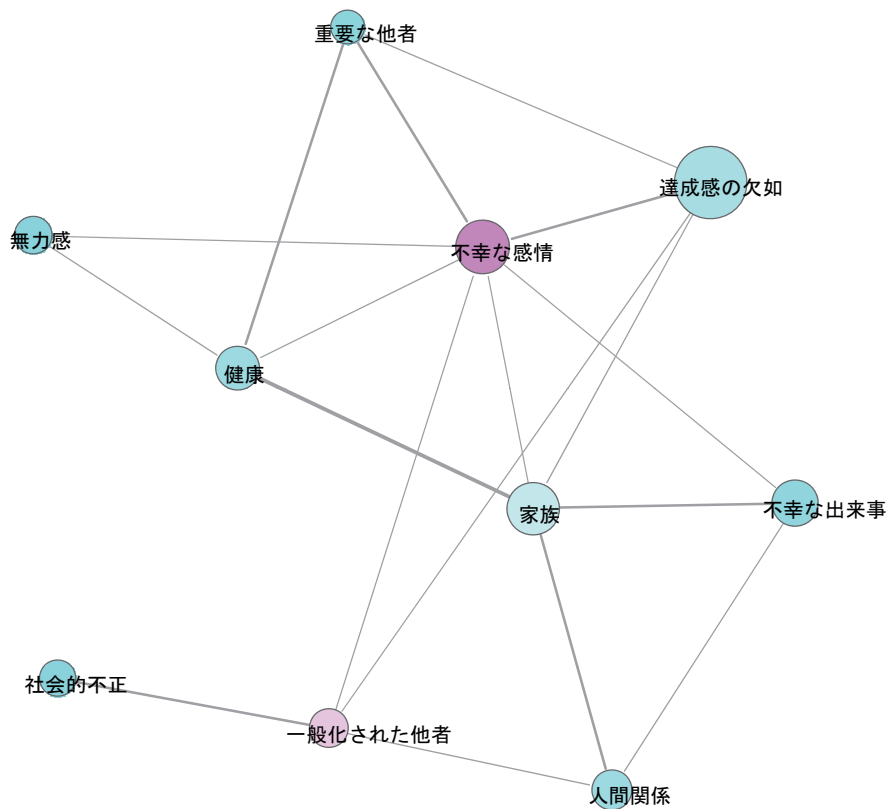 重要な他者
達成感の欠如
無力感
不幸な感情
健康
家族
不幸な出来事
社会的不正
一般化された他者
人間関係